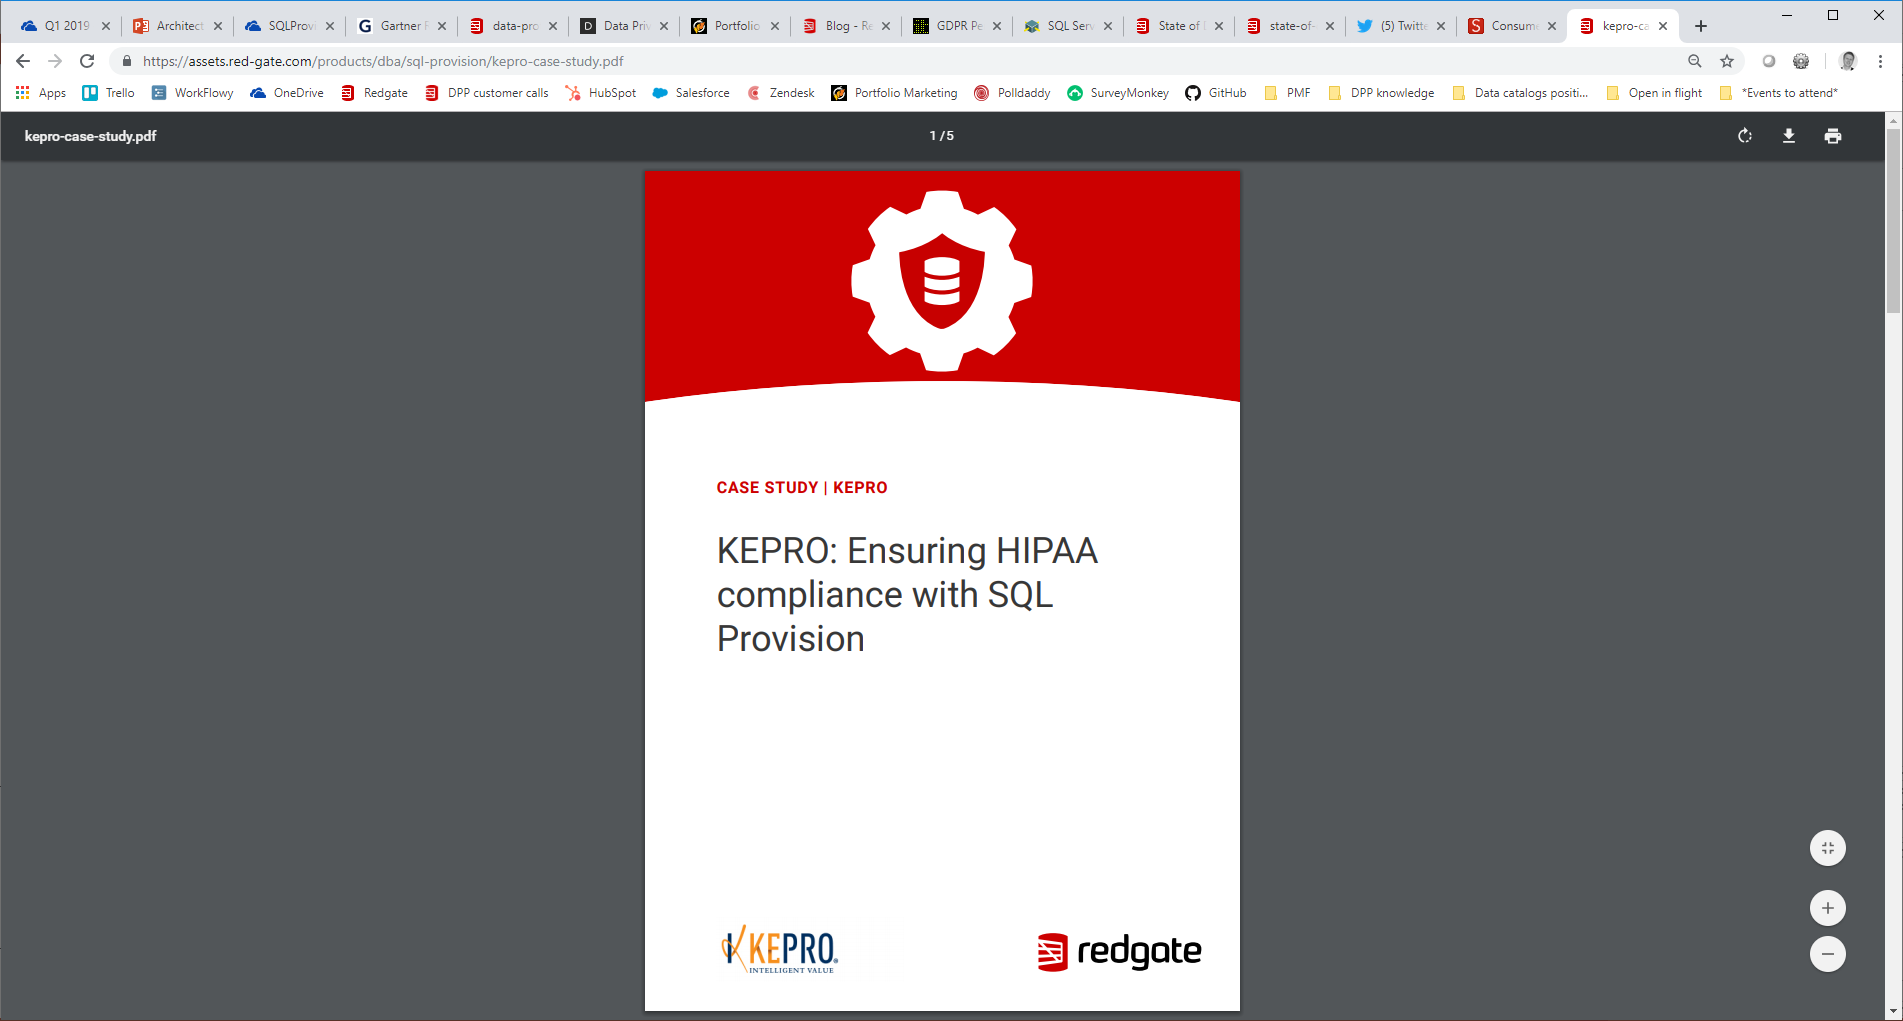 Q1 2019
Architect
SQLProvi
Gartner P
data-pro
Data Priv
Portfolio
Blog - Re
GDPR Pe
SQL Serv
State of
state-of-
(5) Twitte
Consume
kepro-ca
https://assets.red-gate.com/products/dba/sql-provision/kepro-case-study.pdf
Apps Trello WorkFlowy OneDrive Redgate DPP customer calls HubSpot Salesforce Zendesk Portfolio Marketing Polldaddy SurveyMonkey GitHub PMF DPP knowledge Data catalogs positi... Open in flight *Events to attend*
kepro-case-study.pdf
1 / 5
CASE STUDY | KEPRO
KEPRO: Ensuring HIPAA
compliance with SQL
Provision
KEPRO®
INTELLIGENT VALUE
redgate